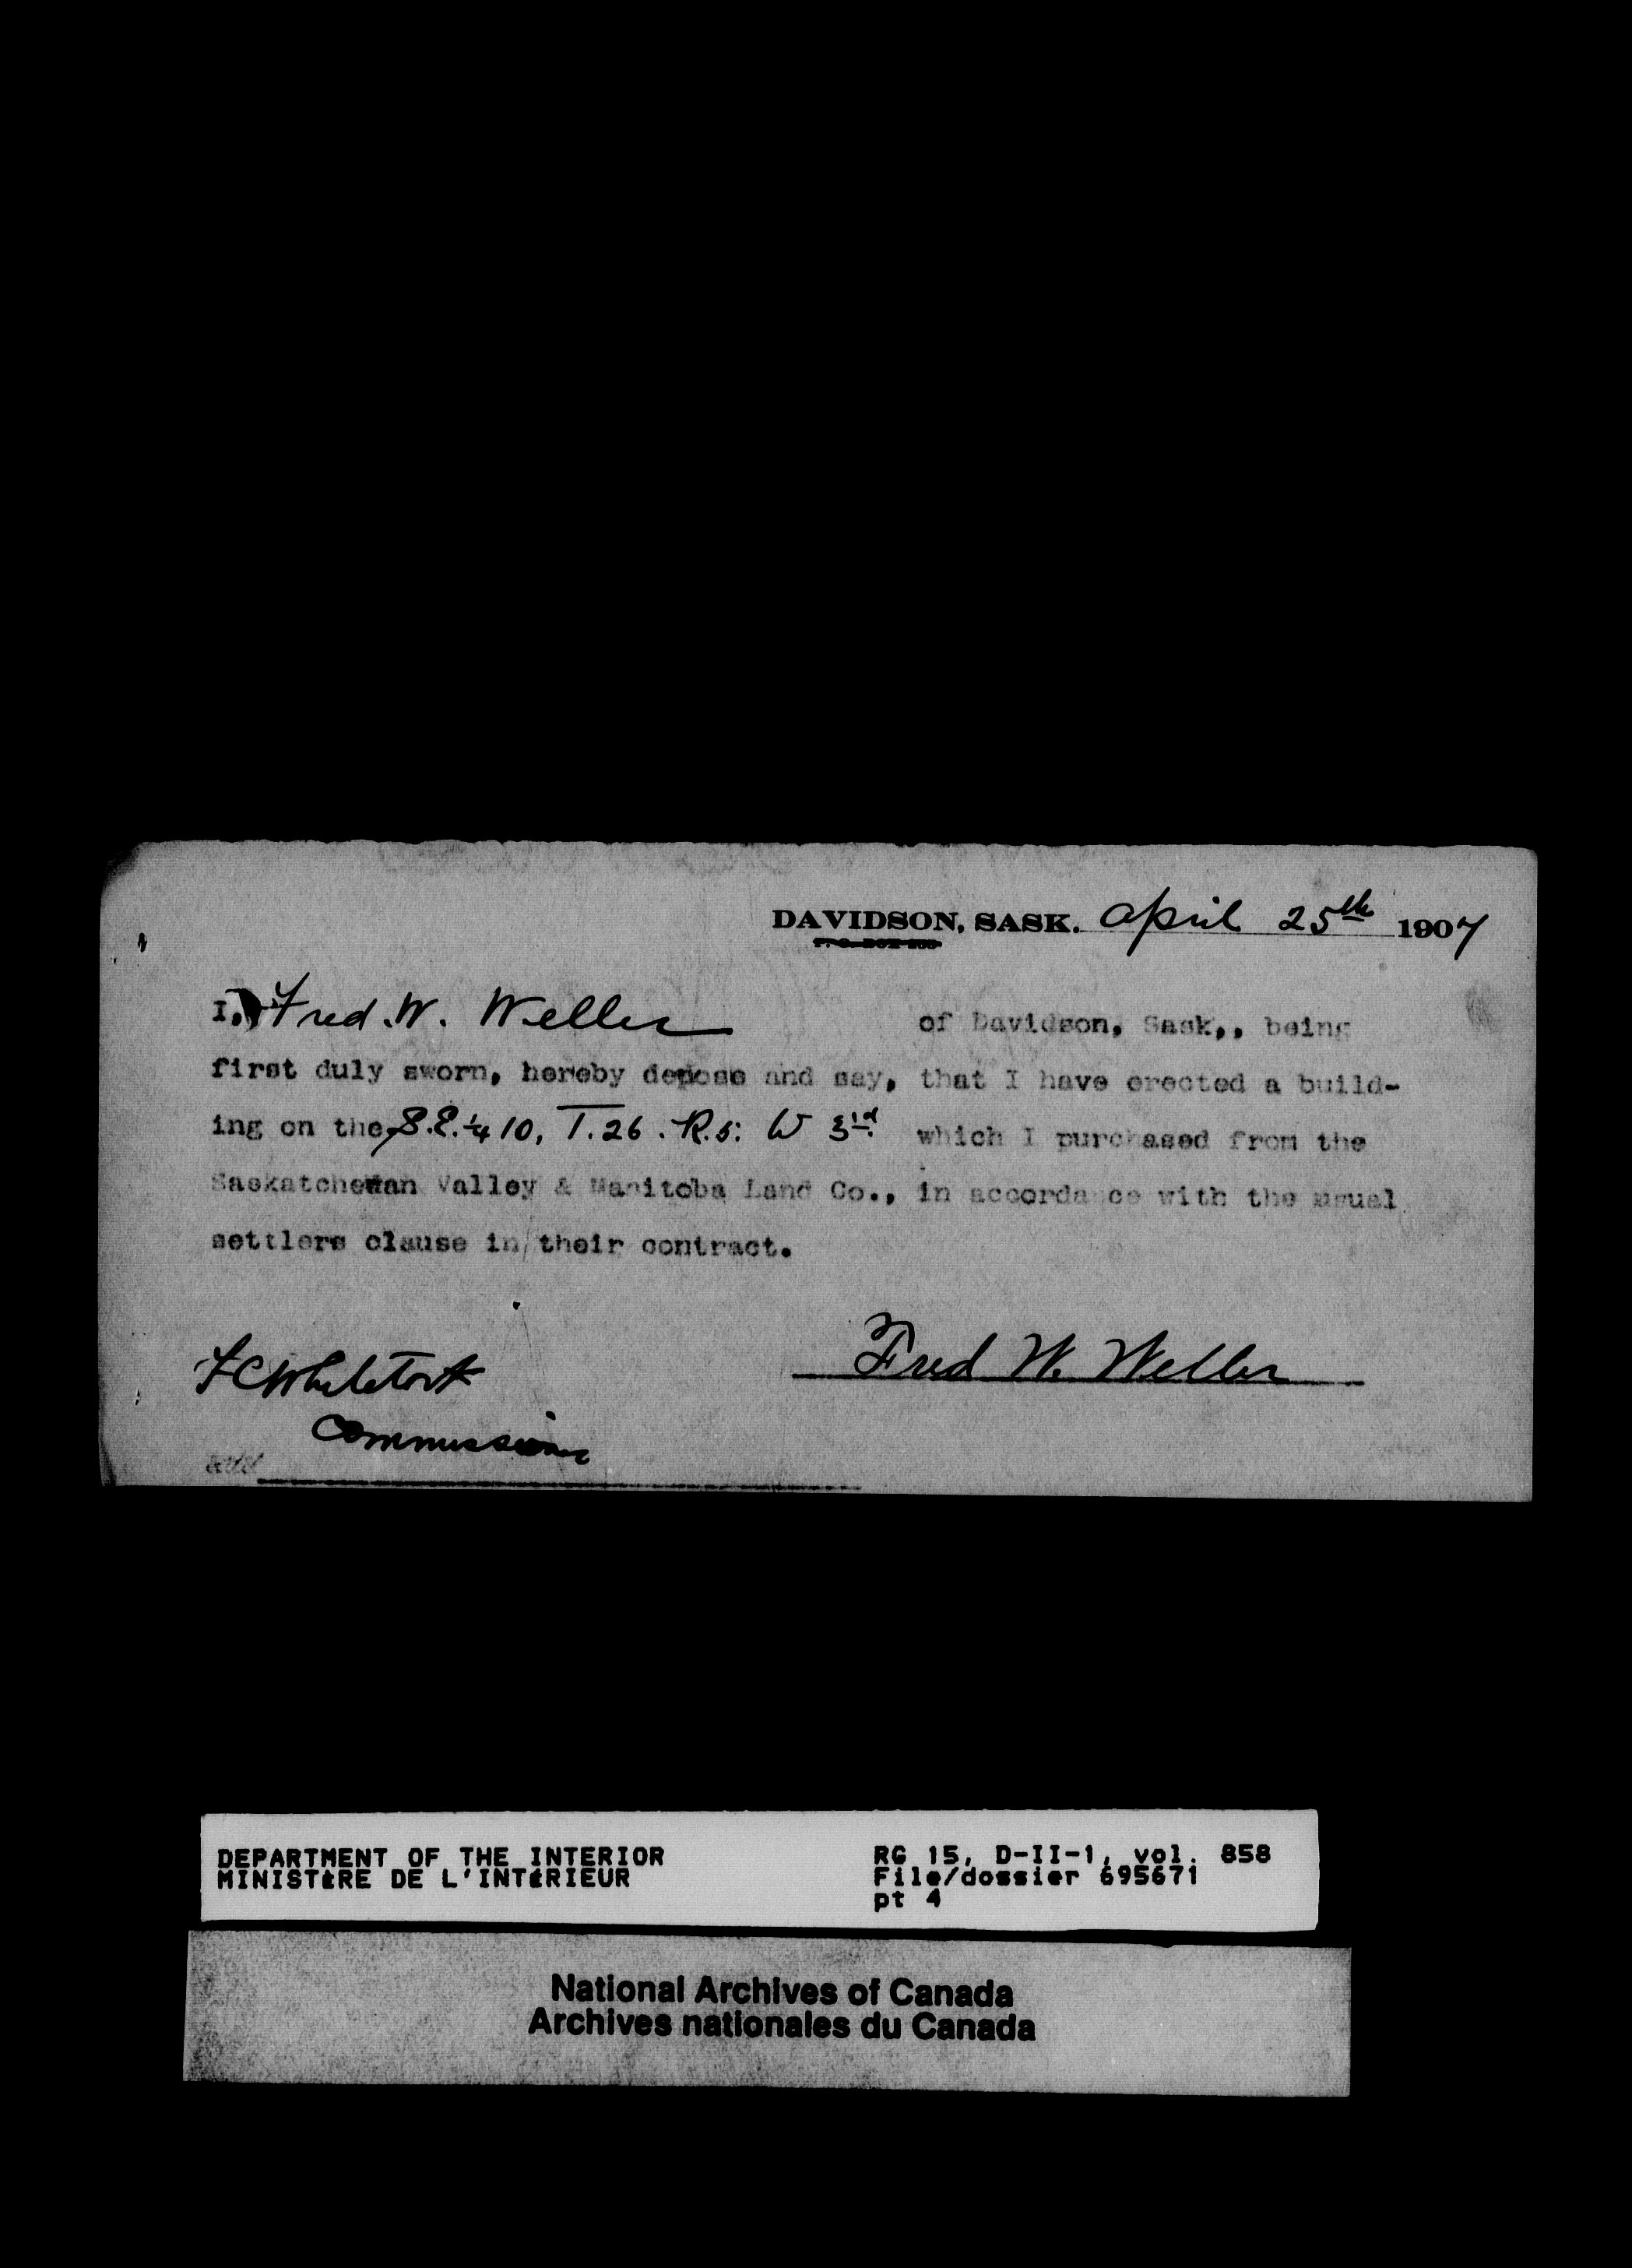 DAVIDSON, SASK. April 25th 1907
I, Fred. W. Weller of Davidson, Sask,, being
first duly sworn, hereby depose and say, that I have erected a build-
ing on the S.E. 1/4 10, T. 26. R. 5: W 3rd. which I purchased from the
Saskatchewan Valley & Manitoba Land Co., in accordance with the usual
settlers clause in their contract.
Fred W. Weller
Commissioner
DEPARTMENT OF THE INTERIOR
MINISTÈRE DE L'INTÉRIEUR
RG 15, D-II-1, vol. 858
File/dossier 695671
pt 4
National Archives of Canada
Archives nationales du Canada